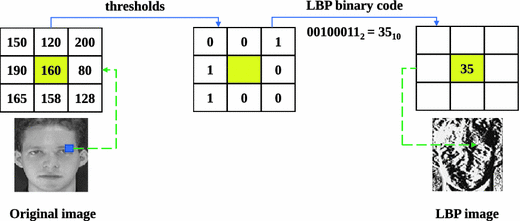 thresholds
LBP binary code
150 120 200
190 160 80
165 158 128
0 0 1
1 0
1 0 0
00100011₂ = 35₁₀
35
Original image
LBP image